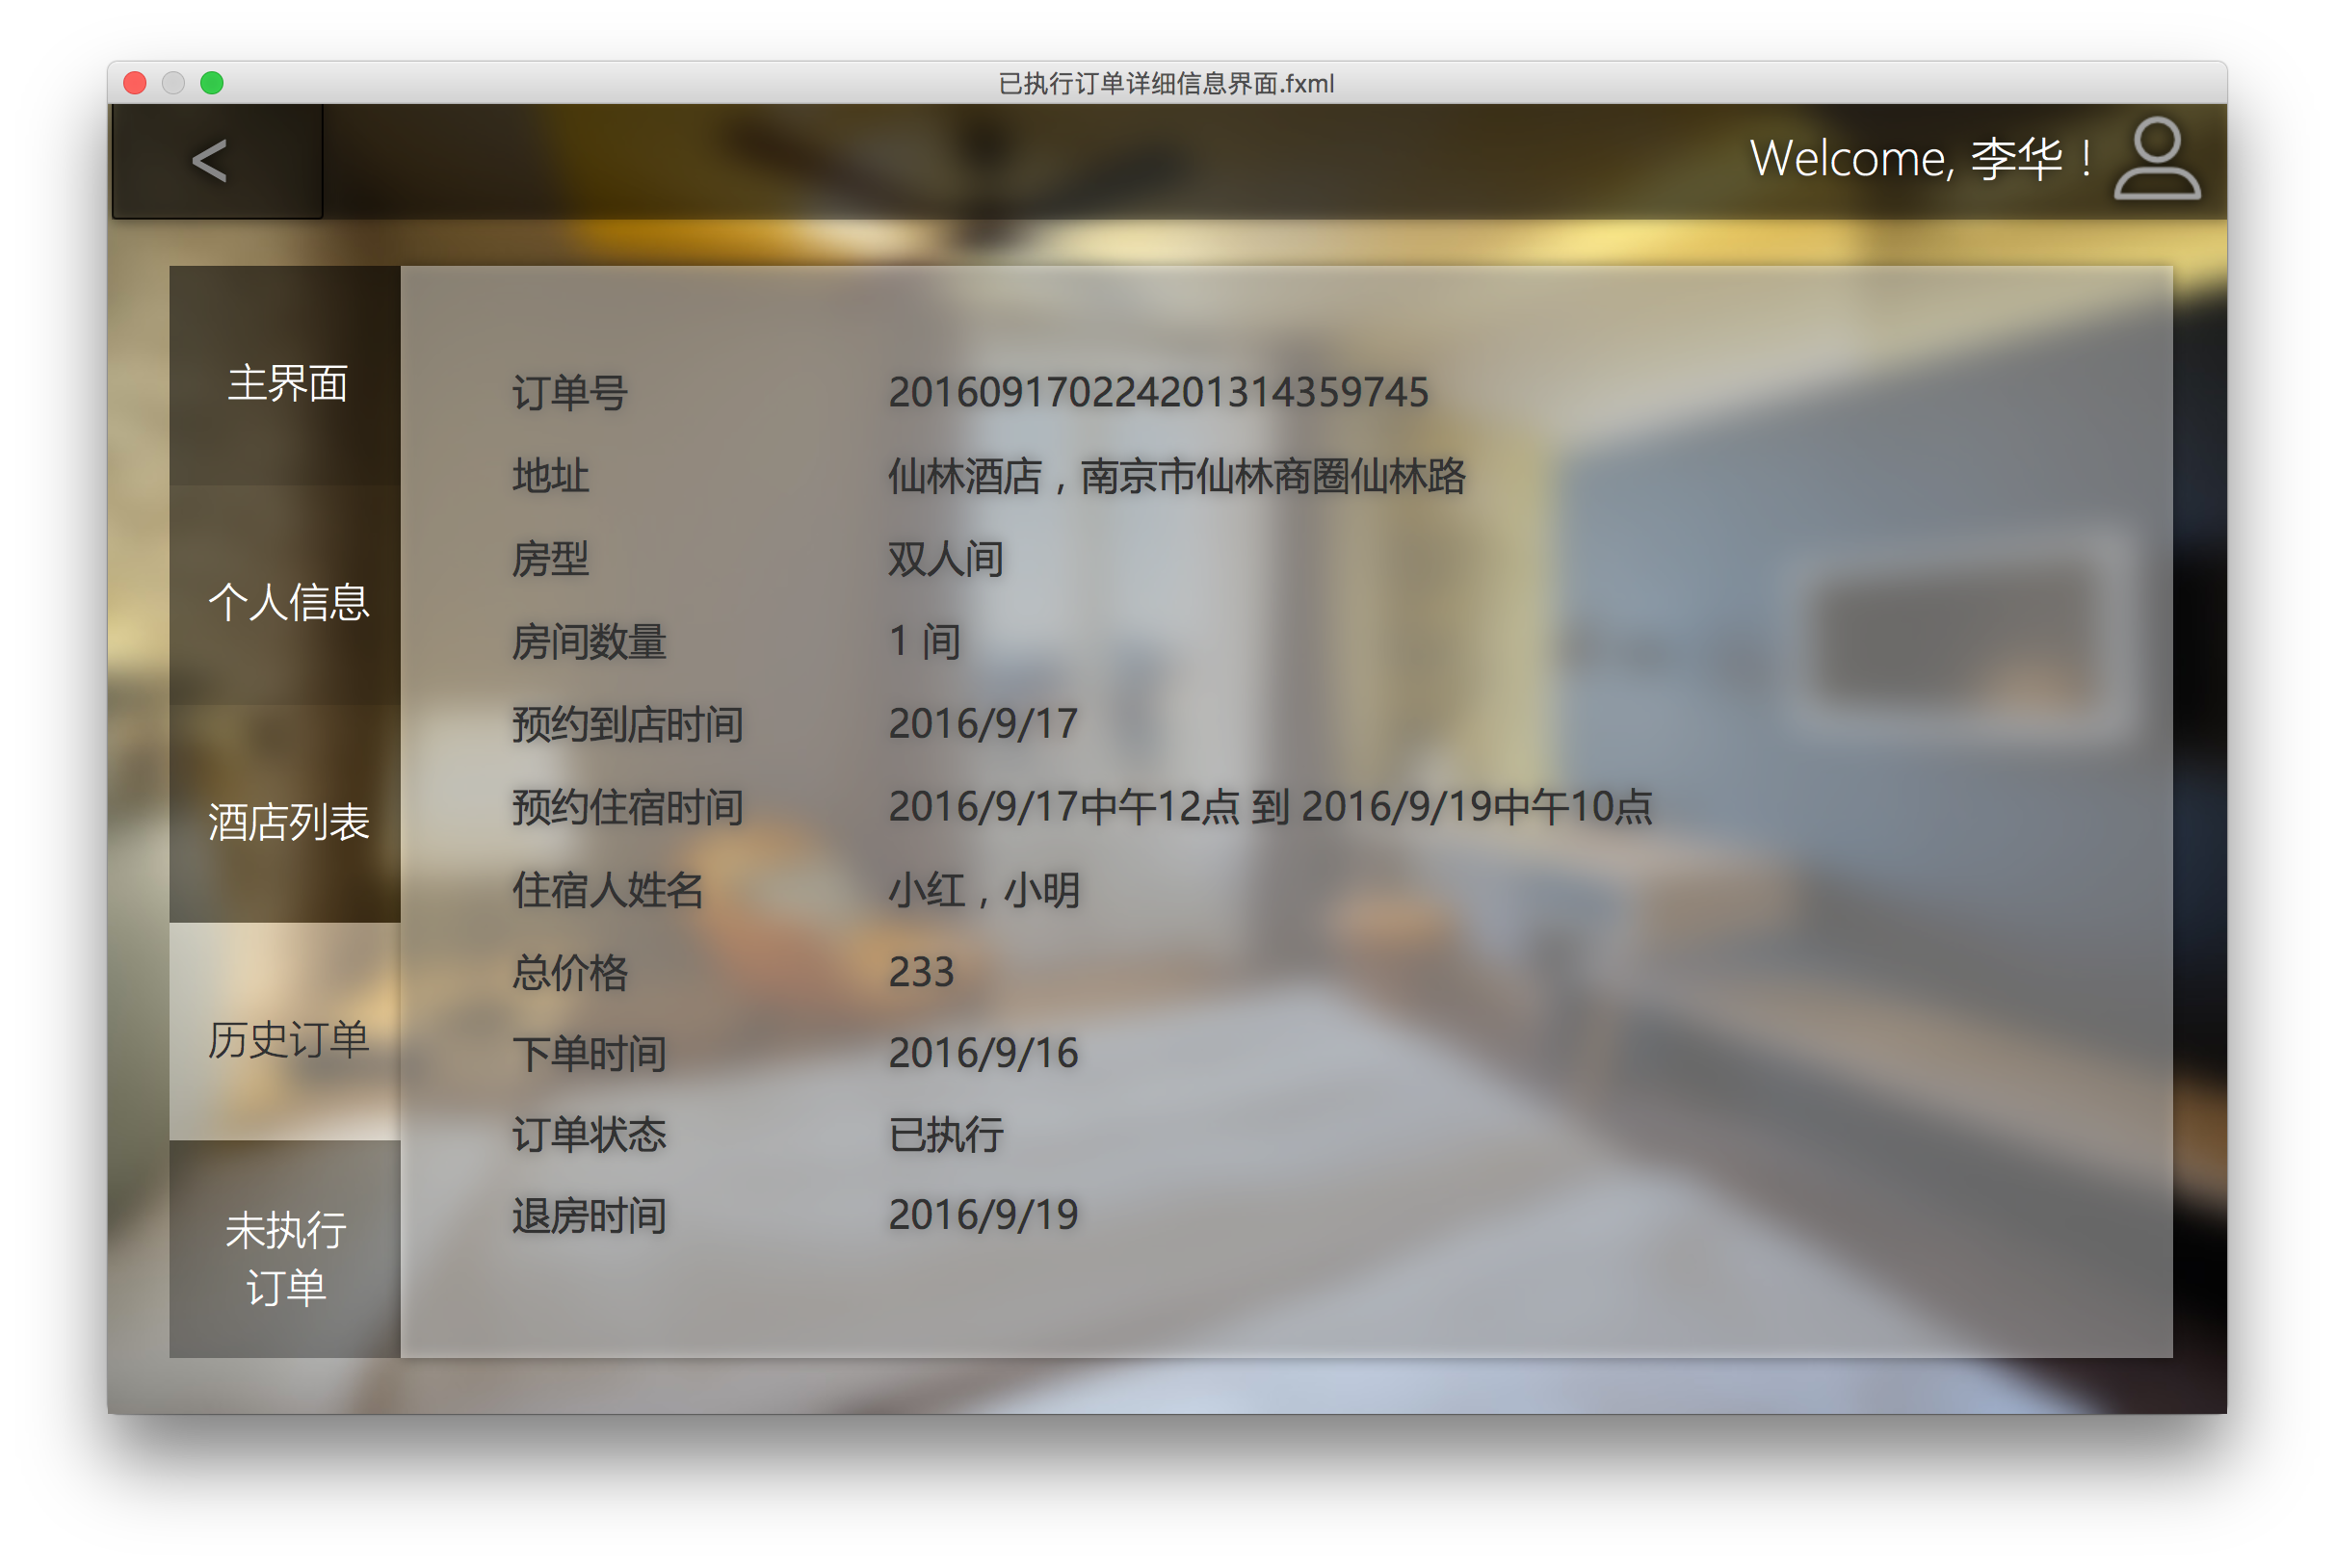 已执行订单详细信息界面.fxml
<
Welcome, 李华！
主界面
个人信息
酒店列表
历史订单
未执行
订单
订单号 201609170224201314359745
地址 仙林酒店，南京市仙林商圈仙林路
房型 双人间
房间数量 1 间
预约到店时间 2016/9/17
预约住宿时间 2016/9/17中午12点 到 2016/9/19中午10点
住宿人姓名 小红，小明
总价格 233
下单时间 2016/9/16
订单状态 已执行
退房时间 2016/9/19